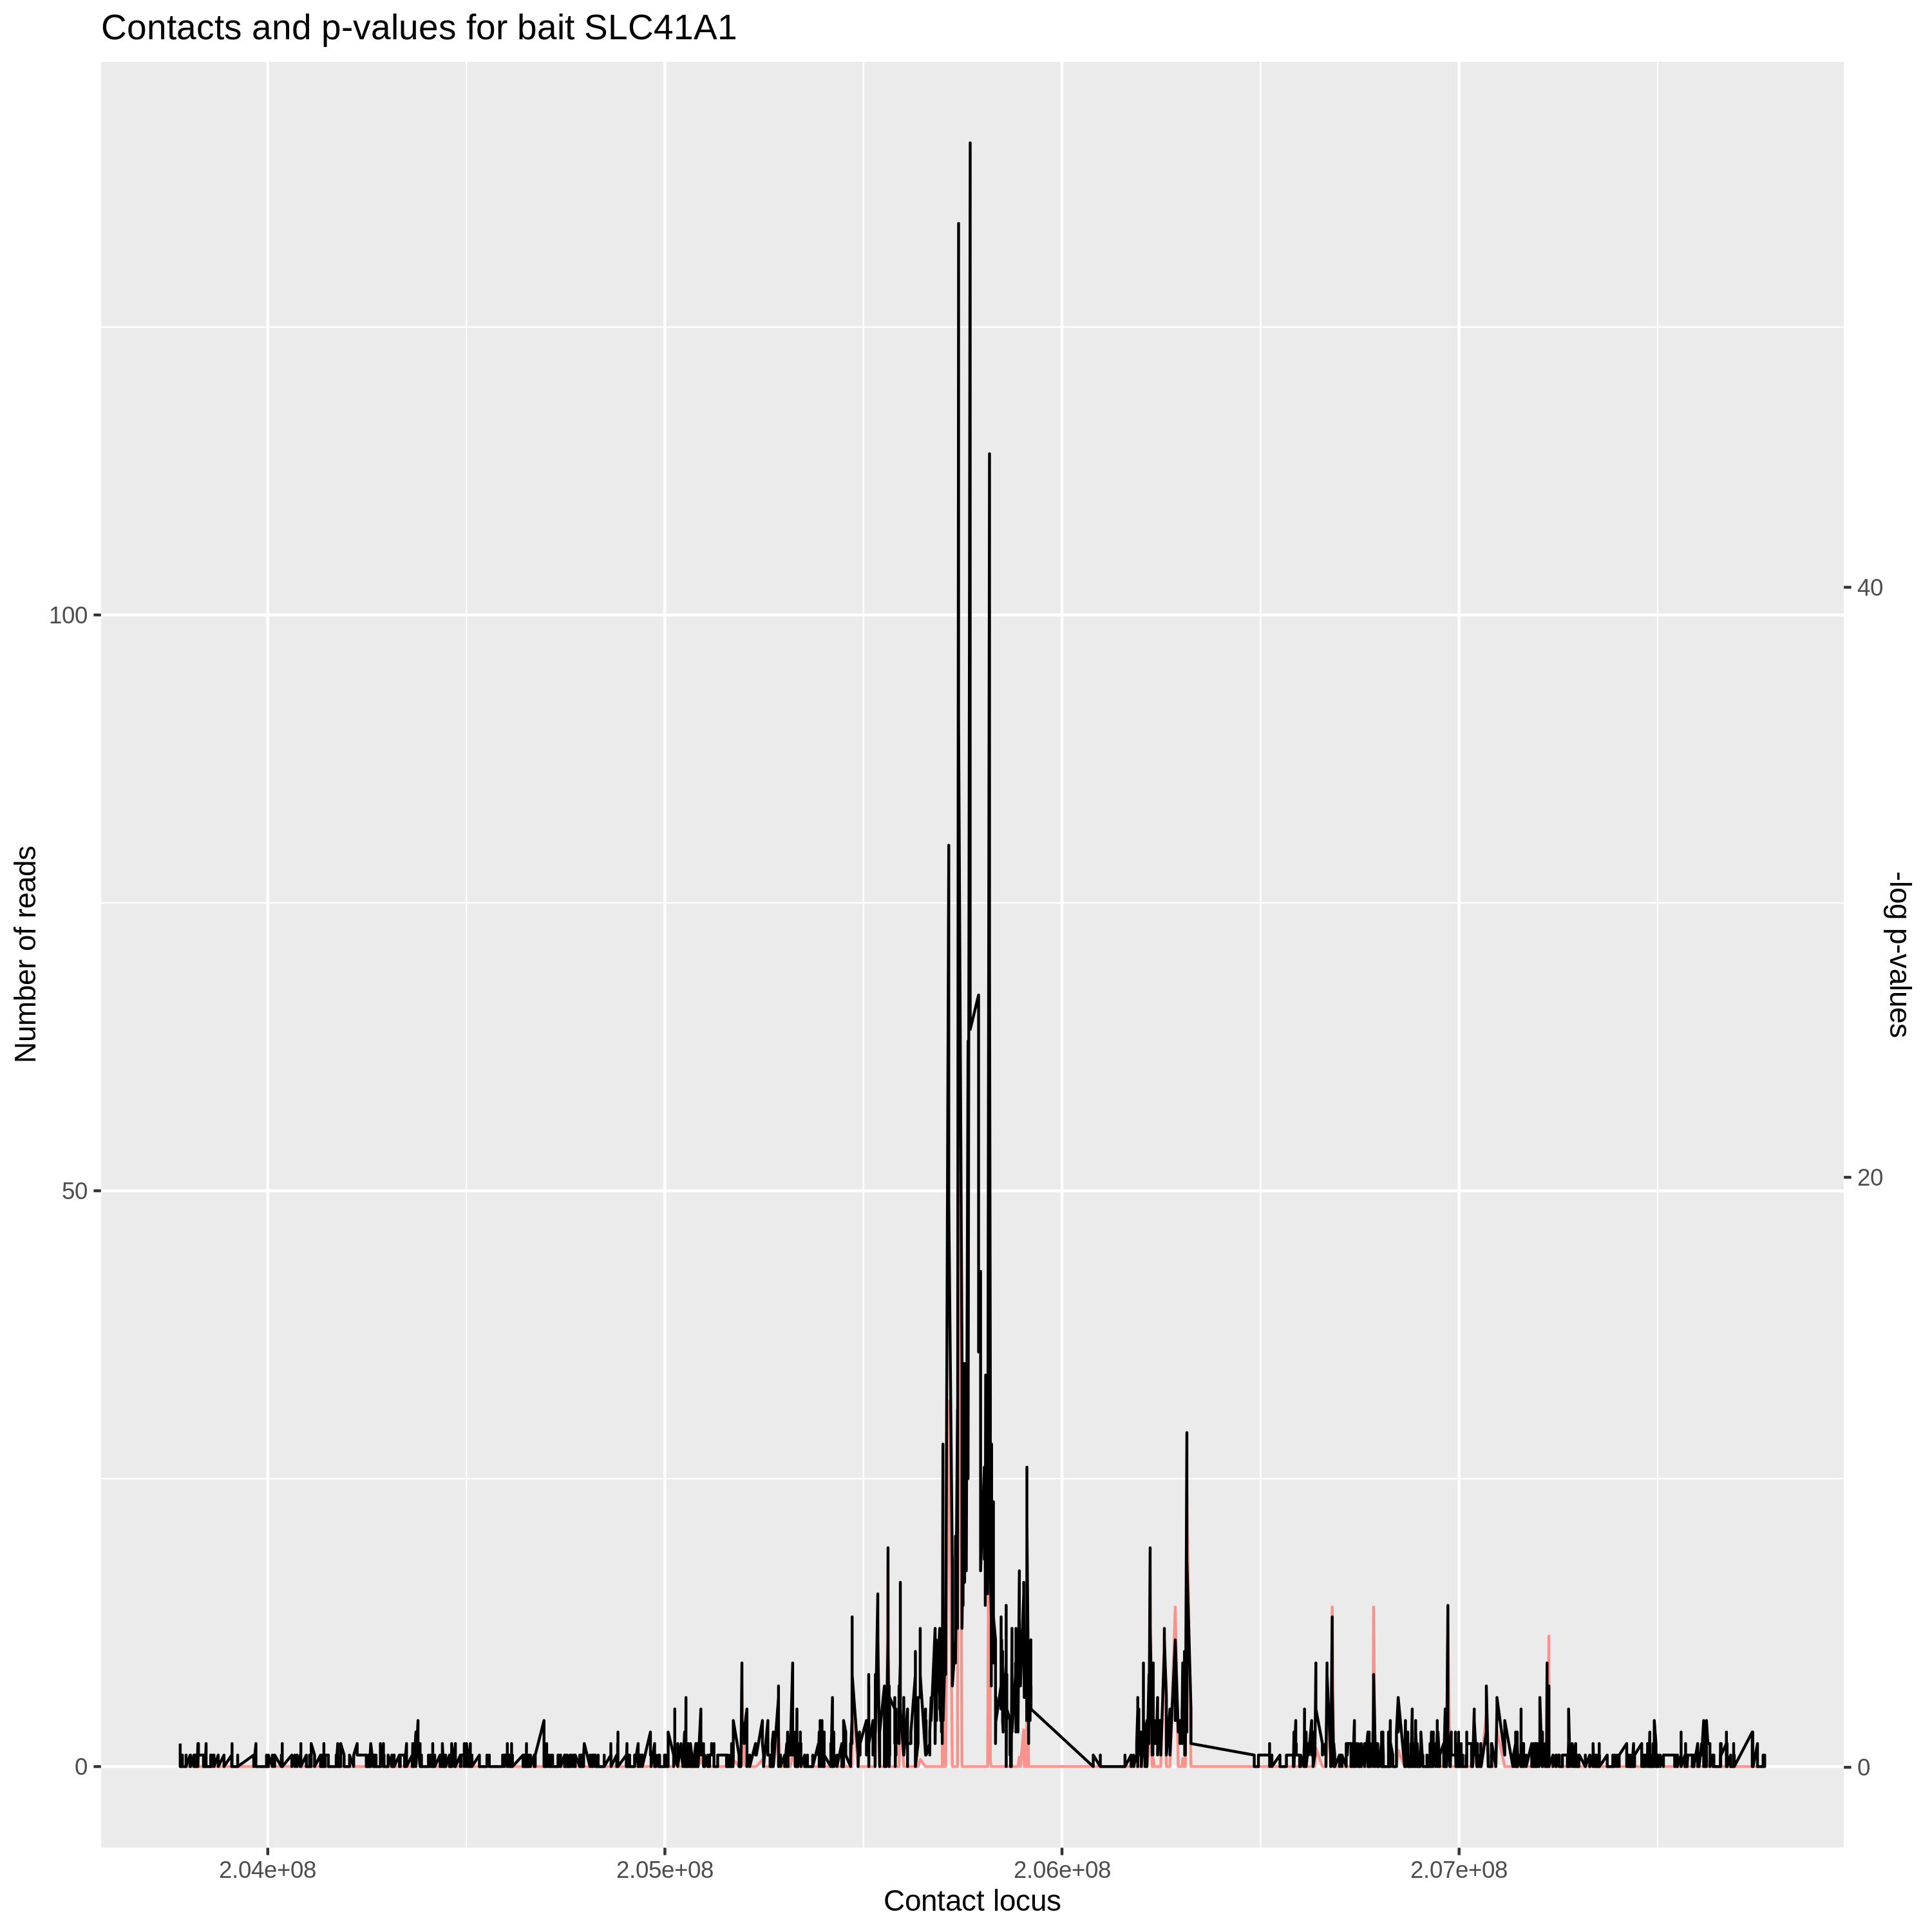 Contacts and p-values for bait SLC41A1
Number of reads
100
50
0
-log p-values
40
20
0
2.04e+08
2.05e+08
2.06e+08
2.07e+08
Contact locus